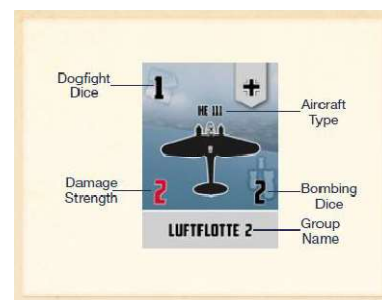 Dogfight
Dice
1
HE 111
Aircraft
Type
Damage
Strength
2
2
Bombing
Dice
LUFTFLOTTE 2
Group
Name